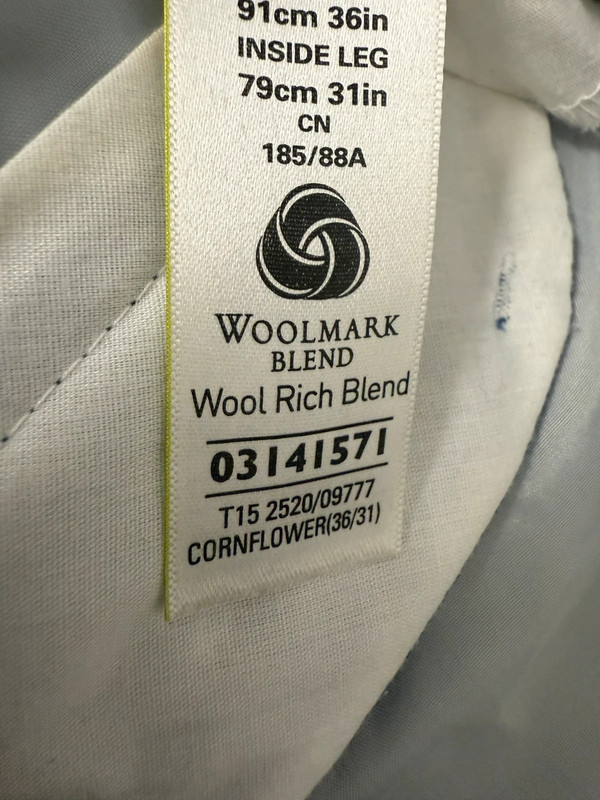 91cm 36in
INSIDE LEG
79cm 31in
CN
185/88A
WOOLMARK
BLEND
Wool Rich Blend
03141571
T15 2520/09777
CORNFLOWER(36/31)